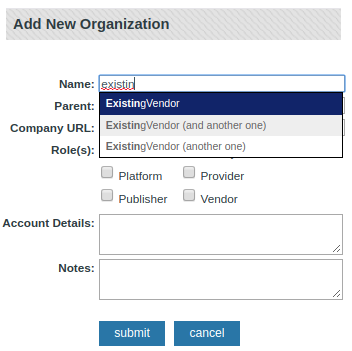 Add New Organization
Name: existin
ExistingVendor
Parent:
ExistingVendor (and another one)
Company URL:
ExistingVendor (another one)
Role(s):
Platform Provider
Publisher Vendor
Account Details:
Notes:
submit cancel